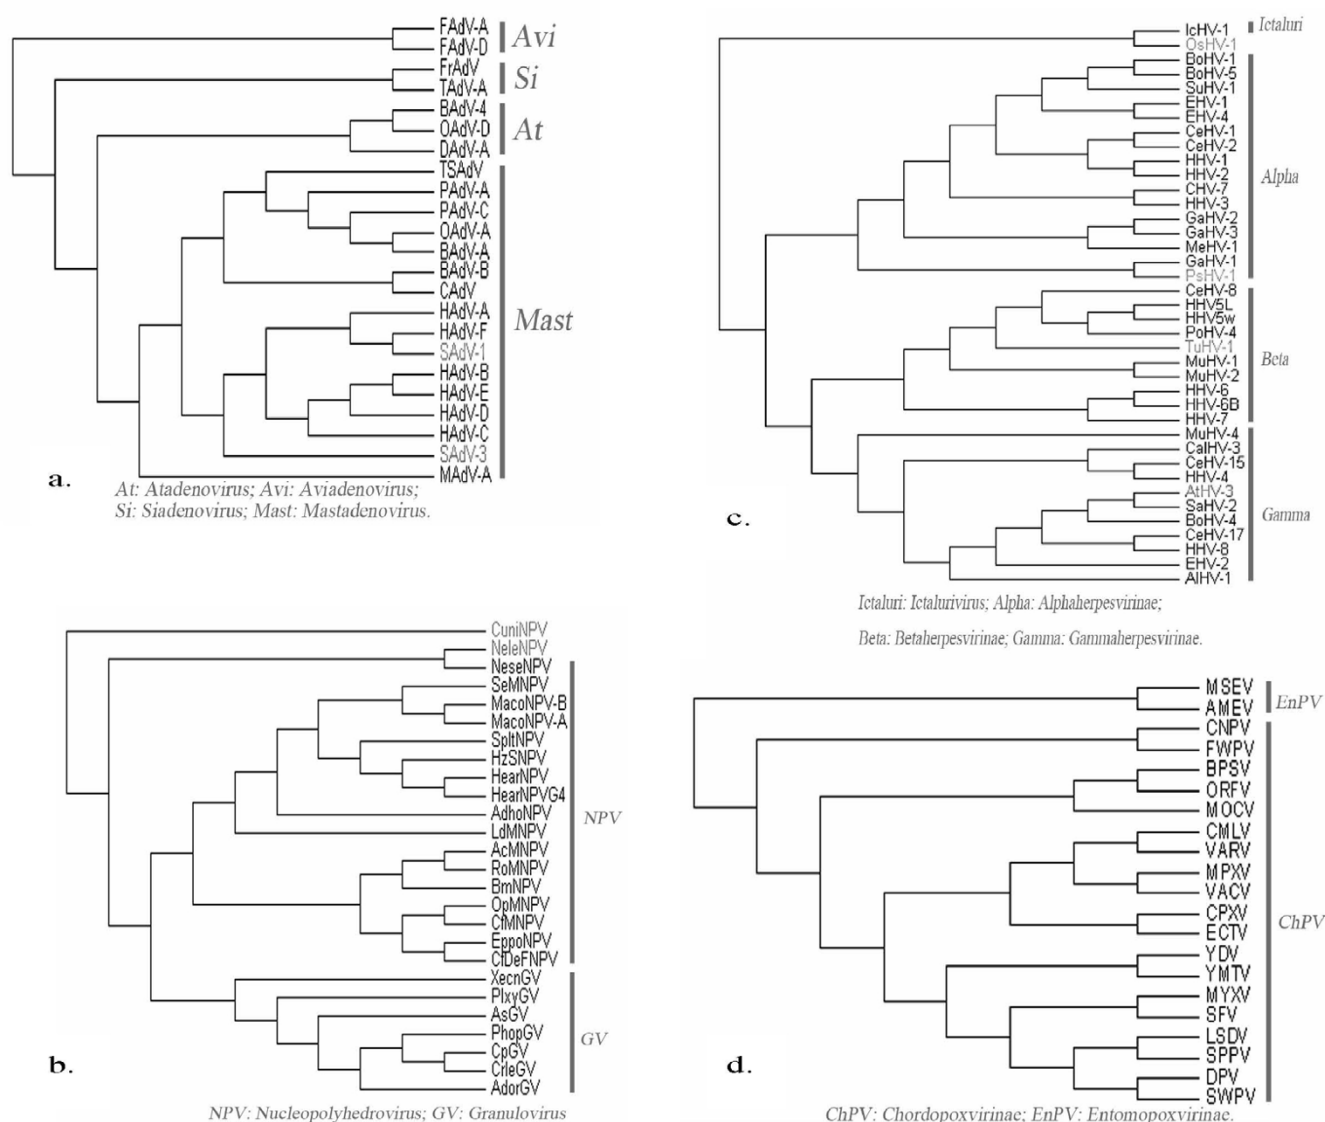 FAdV-A
FAdV-D
Avi
FrAdV
TAdV-A
Si
BAdV-4
OAdV-D
DAdV-A
At
TSAdV
PAdV-A
PAdV-C
OAdV-A
BAdV-A
BAdV-B
CAdV
HAdV-A
HAdV-F
SAdV-1
HAdV-B
HAdV-E
HAdV-D
HAdV-C
SAdV-3
MAdV-A
Mast
a.
At: Atadenovirus; Avi: Aviadenovirus;
Si: Siadenovirus; Mast: Mastadenovirus.
CuniNPV
NeleNPV
NeseNPV
SeMNPV
MacoNPV-B
MacoNPV-A
SpltNPV
HzSNPV
HearNPV
HearNPVG4
AdhoNPV
LdMNPV
AcMNPV
RoMNPV
BmNPV
OpMNPV
CfMNPV
EppoNPV
CfDeFNPV
NPV
XecnGV
PlxyGV
AsGV
PhopGV
CpGV
CrleGV
AdorGV
GV
b.
NPV: Nucleopolyhedrovirus; GV: Granulovirus
IcHV-1
OsHV-1
Ictaluri
BoHV-1
BoHV-5
SuHV-1
EHV-1
EHV-4
CeHV-1
CeHV-2
HHV-1
HHV-2
CHV-7
HHV-3
GaHV-2
GaHV-3
MeHV-1
GaHV-1
PsHV-1
Alpha
CeHV-8
HHV5L
HHV5w
PoHV-4
TuHV-1
MuHV-1
MuHV-2
HHV-6
HHV-6B
HHV-7
Beta
MuHV-4
CalHV-3
CeHV-15
HHV-4
AtHV-3
SaHV-2
BoHV-4
CeHV-17
HHV-8
EHV-2
AlHV-1
Gamma
c.
Ictaluri: Ictalurivirus; Alpha: Alphaherpesvirinae;
Beta: Betaherpesvirinae; Gamma: Gammaherpesvirinae.
MSEV
AMEV
EnPV
CNPV
FWPV
BPSV
ORFV
MOCV
CMLV
VARV
MPXV
VACV
CPXV
ECTV
YDV
YMTV
MYXV
SFV
LSDV
SPPV
DPV
SWPV
ChPV
d.
ChPV: Chordopoxvirinae; EnPV: Entomopoxvirinae.